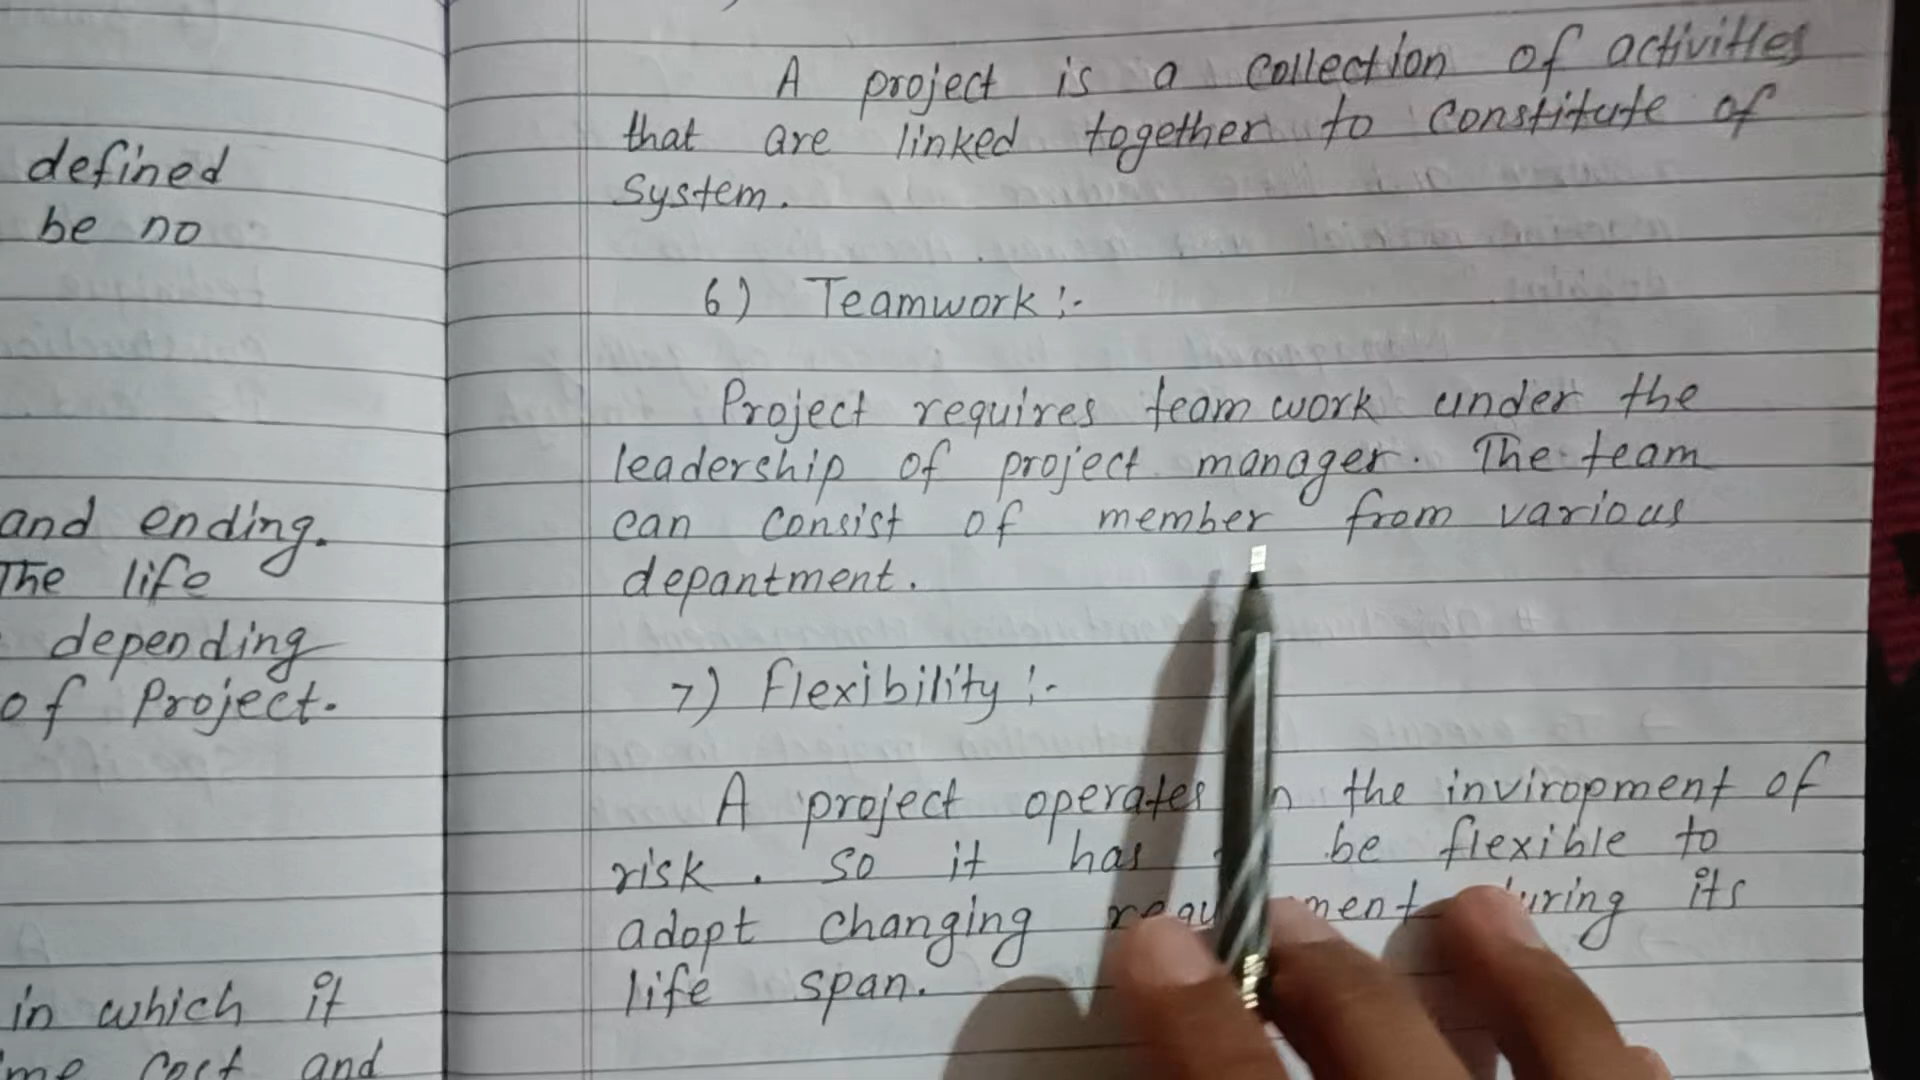 defined
be no
and ending.
The life
depending
of Project.
in which it
cost and
A project is a collection of activities
that are linked together to constitute of
System.
6) Teamwork :-
Project requires team work under the
leadership of project manager. The team
can consist of member from various
depantment.
7) Flexibility :-
A project operates the inviropment of
risk. So it has be flexible to
adopt changing its
life span.